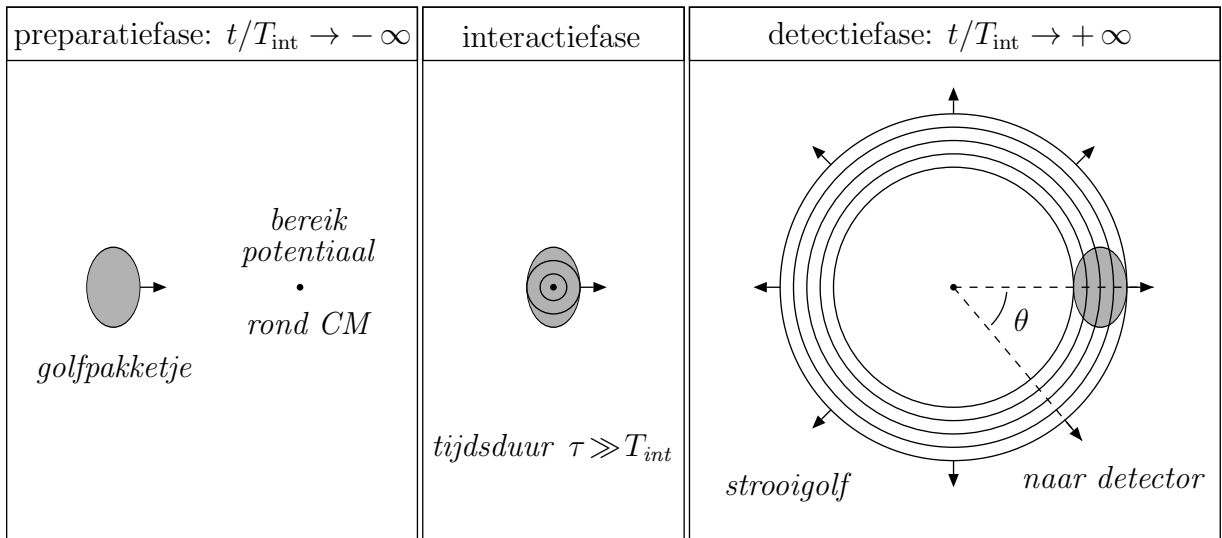 preparatiefase: t/T_int → − ∞
interactiefase
detectiefase: t/T_int → + ∞
bereik
potentiaal
rond CM
golfpakketje
tijdsduur τ ≫ T_int
θ
strooigolf
naar detector